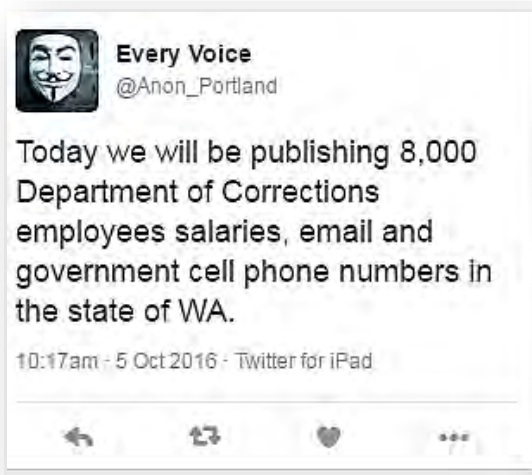 Every Voice
@Anon_Portland
Today we will be publishing 8,000
Department of Corrections
employees salaries, email and
government cell phone numbers in
the state of WA.
10:17am - 5 Oct 2016 - Twitter for iPad